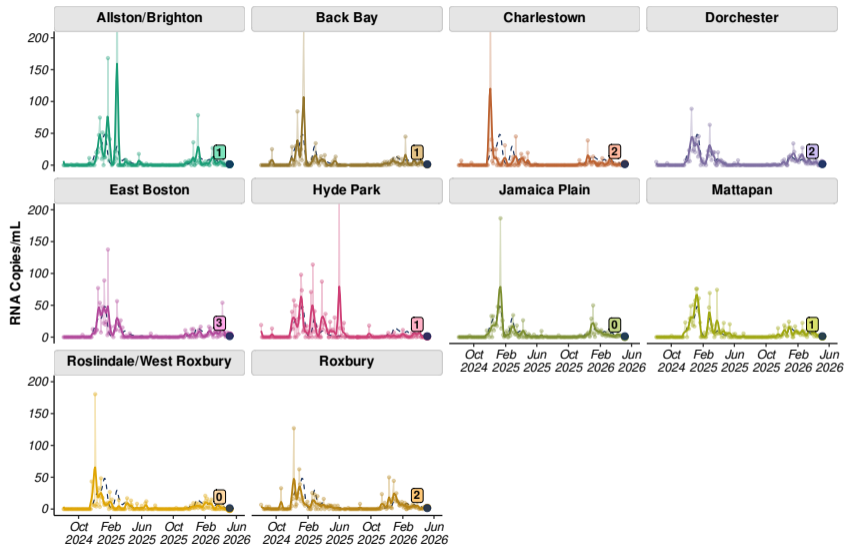 Allston/Brighton Back Bay Charlestown Dorchester
200
150
100
50
0
1 1 2 2
East Boston Hyde Park Jamaica Plain Mattapan
RNA Copies/mL
200
150
100
50
0
3 1 0 1
Oct Feb Jun Oct Feb Jun Oct Feb Jun Oct Feb Jun
2024 2025 2025 2025 2026 2026 2024 2025 2025 2025 2026 2026
Roslindale/West Roxbury Roxbury
200
150
100
50
0
0 2
Oct Feb Jun Oct Feb Jun Oct Feb Jun Oct Feb Jun
2024 2025 2025 2025 2026 2026 2024 2025 2025 2025 2026 2026